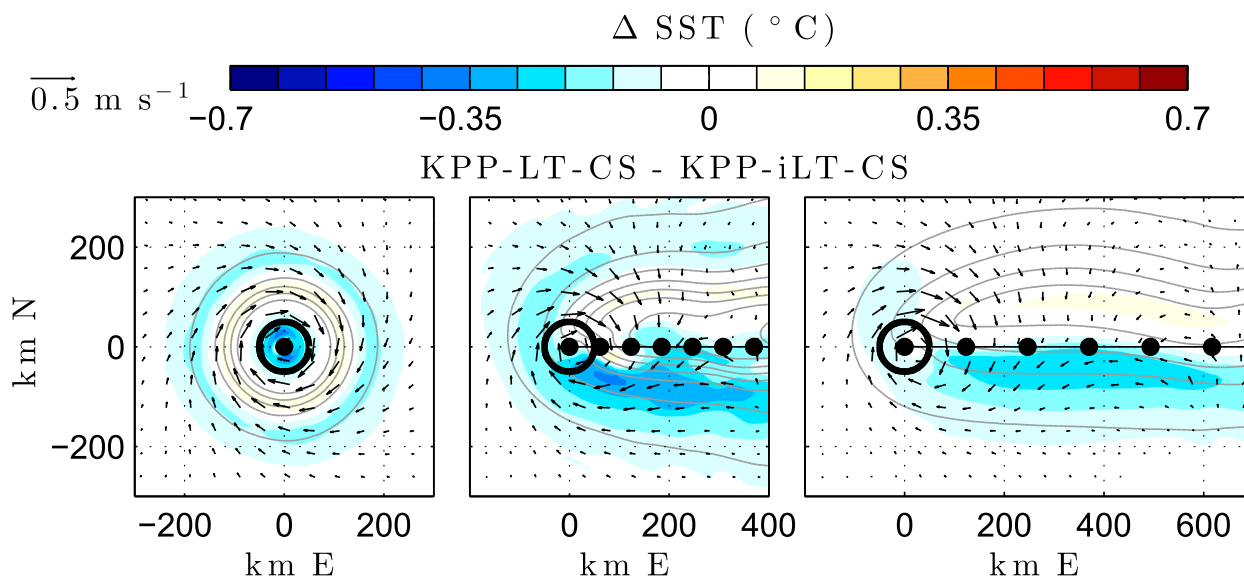 Δ SST ( ° C)
0.5 m s⁻¹
−0.7 −0.35 0 0.35 0.7
KPP-LT-CS - KPP-iLT-CS
km N
200
0
−200
−200 0 200
0 200 400
0 200 400 600
km E km E km E